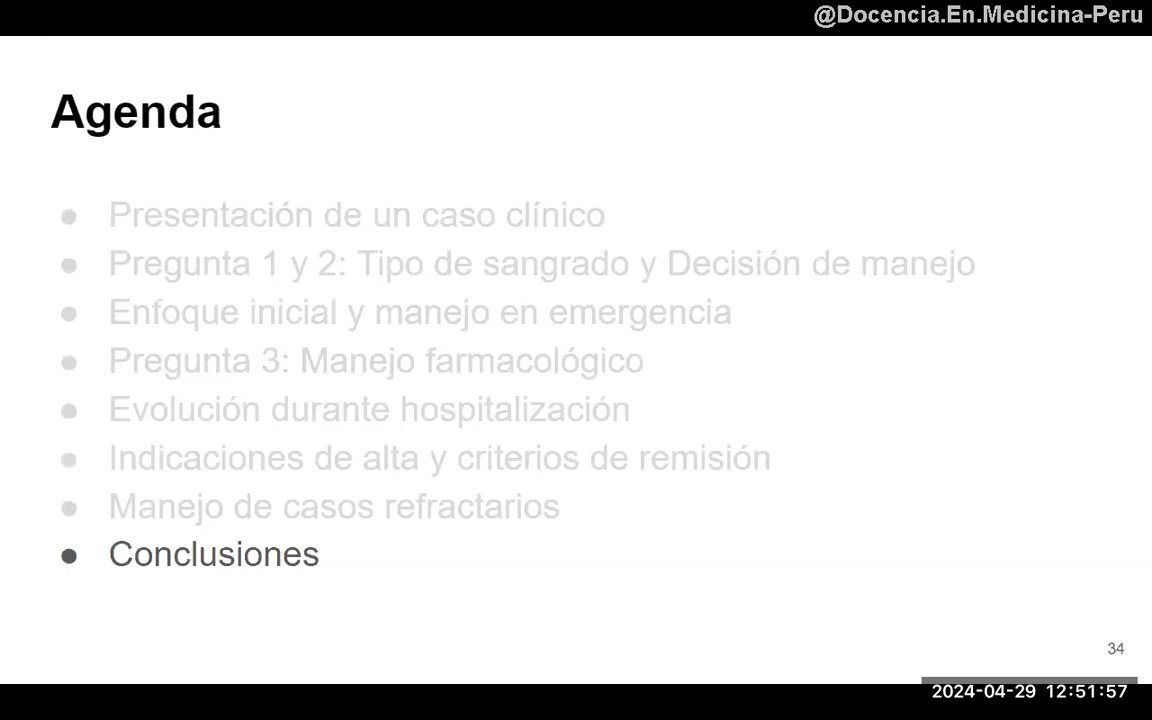 @Docencia.En.Medicina-Peru
Agenda
● Presentación de un caso clínico
● Pregunta 1 y 2: Tipo de sangrado y Decisión de manejo
● Enfoque inicial y manejo en emergencia
● Pregunta 3: Manejo farmacológico
● Evolución durante hospitalización
● Indicaciones de alta y criterios de remisión
● Manejo de casos refractarios
● Conclusiones
34
2024-04-29 12:51:57